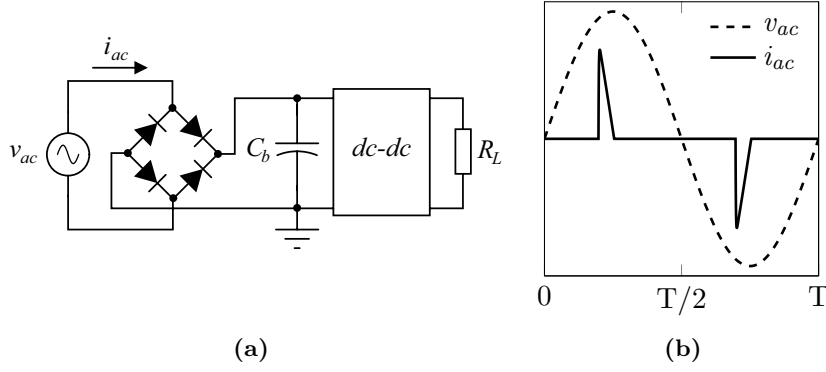 i_ac
v_ac
C_b
dc-dc
R_L
(a)
v_ac
i_ac
0
T/2
T
(b)